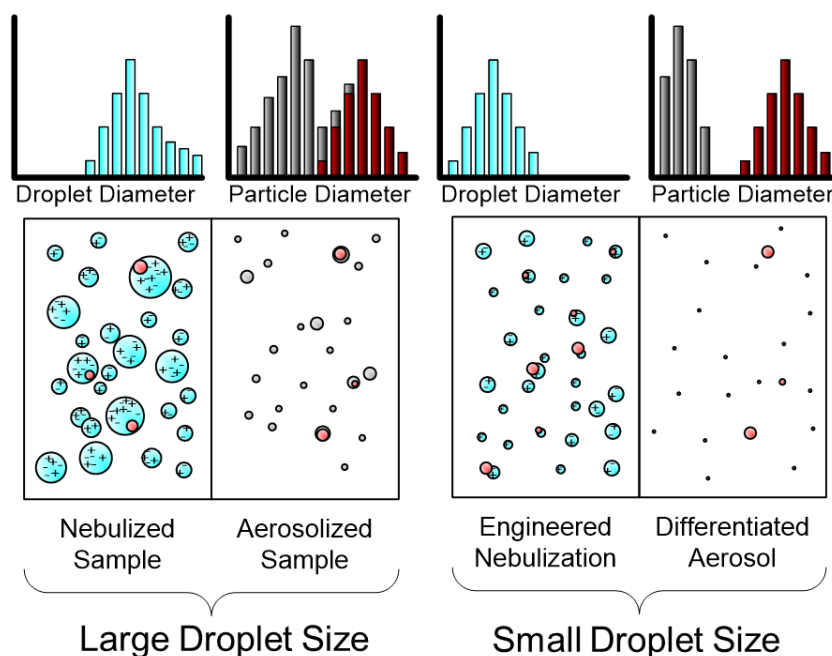 Droplet Diameter
Particle Diameter
Droplet Diameter
Particle Diameter
Nebulized
Sample
Aerosolized
Sample
Engineered
Nebulization
Differentiated
Aerosol
Large Droplet Size
Small Droplet Size